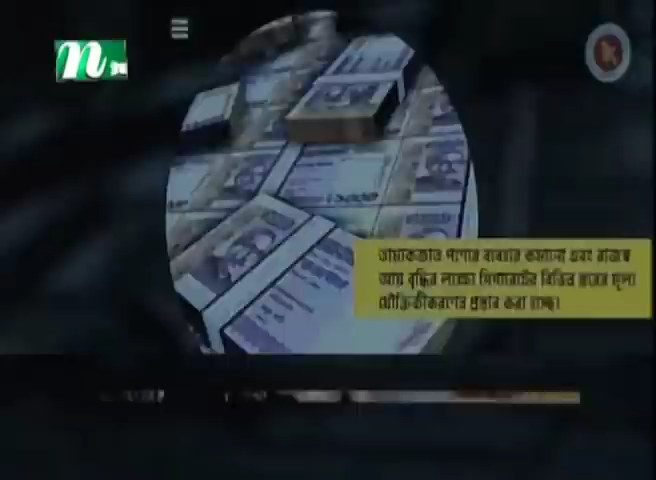 n
তামাকজাত পণ্যের ব্যবহার কমানো এবং রাজস্ব
আয় বৃদ্ধির লক্ষ্যে সিগারেটের বিভিন্ন স্তরের মূল্য
যৌক্তিকীকরণের প্রস্তাব করা হচ্ছে।